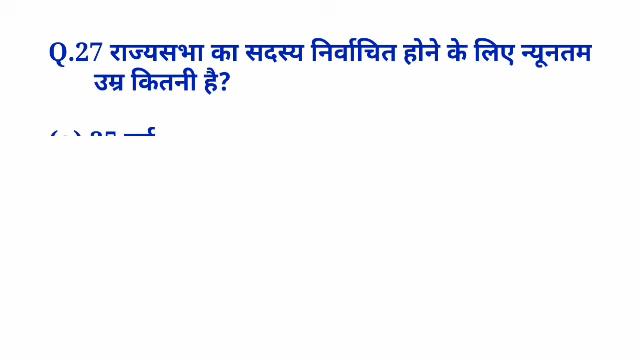 Q.27 राज्यसभा का सदस्य निर्वाचित होने के लिए न्यूनतम
उम्र कितनी है?